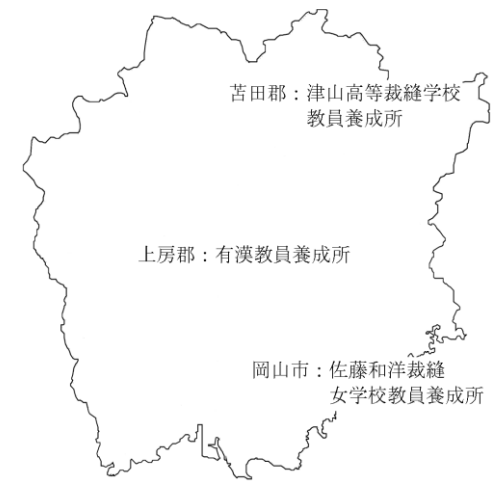 苫田郡：津山高等裁縫学校
教員養成所
上房郡：有漢教員養成所
岡山市：佐藤和洋裁縫
女学校教員養成所